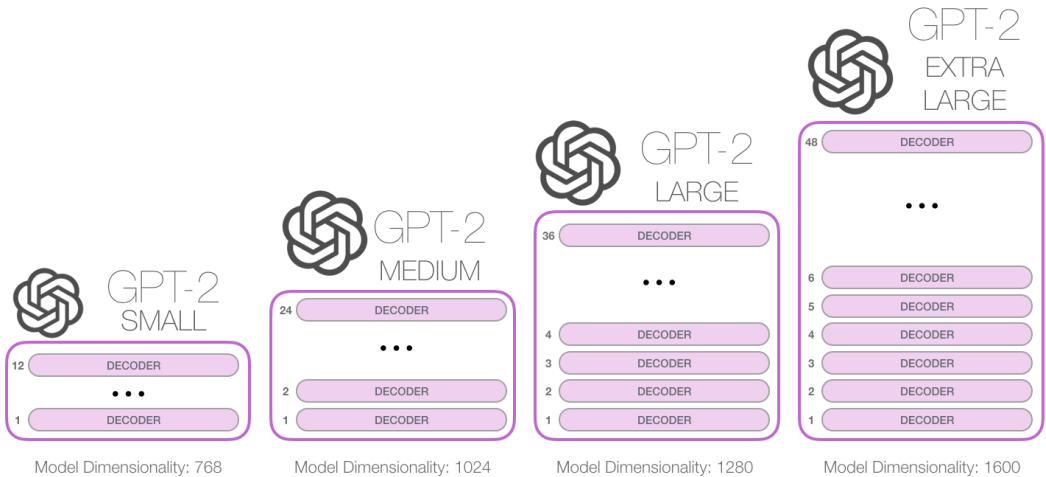 GPT-2
SMALL
12 DECODER
...
1 DECODER
Model Dimensionality: 768
GPT-2
MEDIUM
24 DECODER
...
2 DECODER
1 DECODER
Model Dimensionality: 1024
GPT-2
LARGE
36 DECODER
...
4 DECODER
3 DECODER
2 DECODER
1 DECODER
Model Dimensionality: 1280
GPT-2
EXTRA
LARGE
48 DECODER
...
6 DECODER
5 DECODER
4 DECODER
3 DECODER
2 DECODER
1 DECODER
Model Dimensionality: 1600